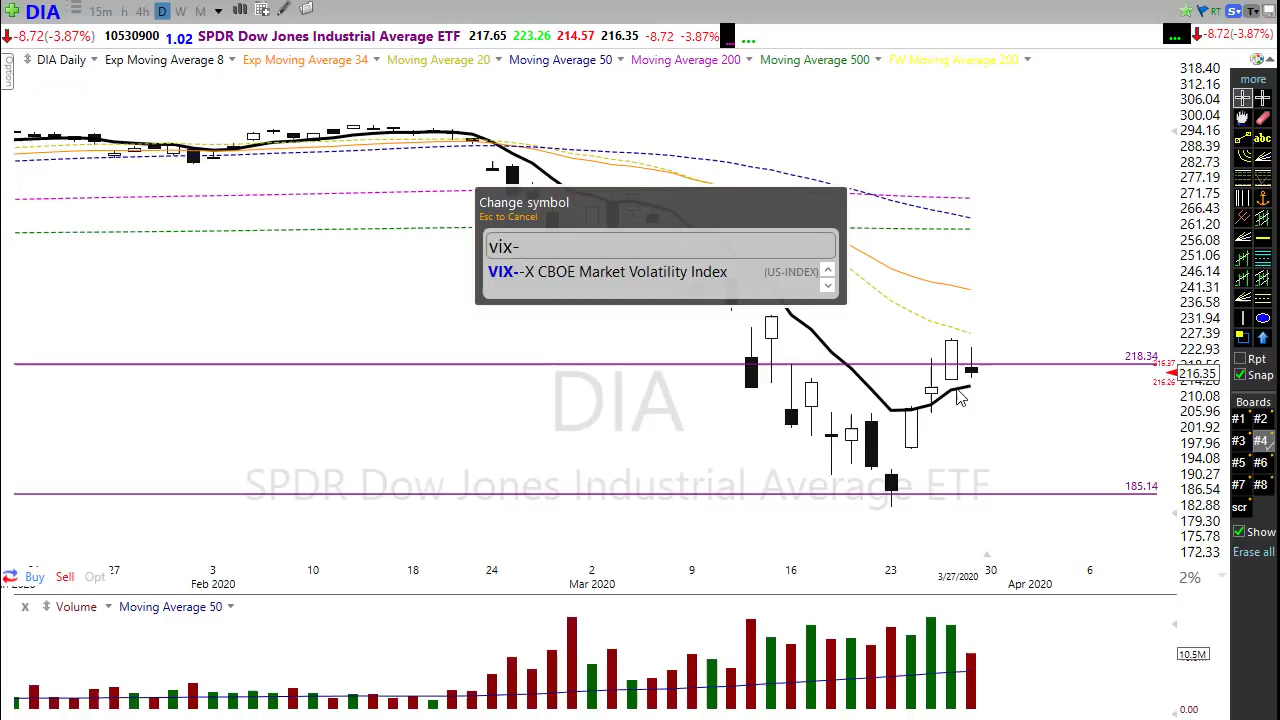 DIA 15m h 4h D W M RT S T
-8.72(-3.87%) 10530900 1.02 SPDR Dow Jones Industrial Average ETF 217.65 223.26 214.57 216.35 -8.72 -3.87% ... ... -8.72(-3.87%)
Option DIA Daily Exp Moving Average 8 Exp Moving Average 34 Moving Average 20 Moving Average 50 Moving Average 200 Moving Average 500 FW Moving Average 200
318.40
312.16
306.04
300.04
294.16
288.39
282.73
277.19
271.75
266.43
261.20
256.08
251.06
246.14
241.31
236.58
231.94
227.39
222.93
216.37
216.35
216.26
210.08
205.96
201.92
197.96
194.08
190.27
186.54
182.88
179.30
175.78
172.33
more
abc
Rpt
Snap
Boards
#1 #2
#3 #4
#5 #6
#7 #8
scr
Show
Erase all
Change symbol
Esc to Cancel
vix-
VIX--X CBOE Market Volatility Index (US-INDEX)
218.34
DIA
SPDR Dow Jones Industrial Average ETF
185.14
27 3 10 18 24 2 9 16 23 30 6
Buy Sell Opt Feb 2020 Mar 2020 3/27/2020 Apr 2020 2%
x Volume Moving Average 50
10.5M
0.00